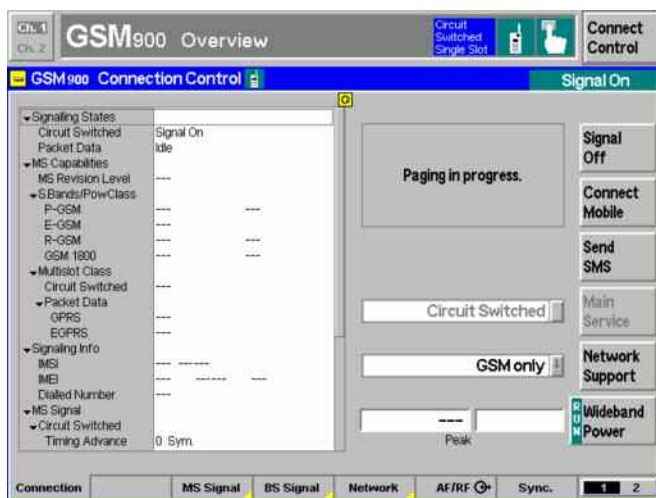 Ch. 1
Ch. 2
GSM900 Overview
Circuit
Switched
Single Slot
Connect
Control
GSM900 Connection Control
Signal On
Signalling States
Circuit Switched Signal On
Packet Data Idle
MS Capabilities
MS Revision Level ---
S.Bands/PowClass
P-GSM --- ---
E-GSM ---
R-GSM --- ---
GSM 1800 --- ---
Multislot Class
Circuit Switched ---
Packet Data
GPRS ---
EGPRS ---
Signaling Info
IMSI --- --- ---
IMEI --- ------ ---
Dialled Number ---
MS Signal
Circuit Switched
Timing Advance 0 Sym.
Paging in progress.
Circuit Switched
GSM only
---
Peak
Signal
Off
Connect
Mobile
Send
SMS
Main
Service
Network
Support
RUN
Wideband
Power
Connection
MS Signal
BS Signal
Network
AF/RF
Sync.
1 2